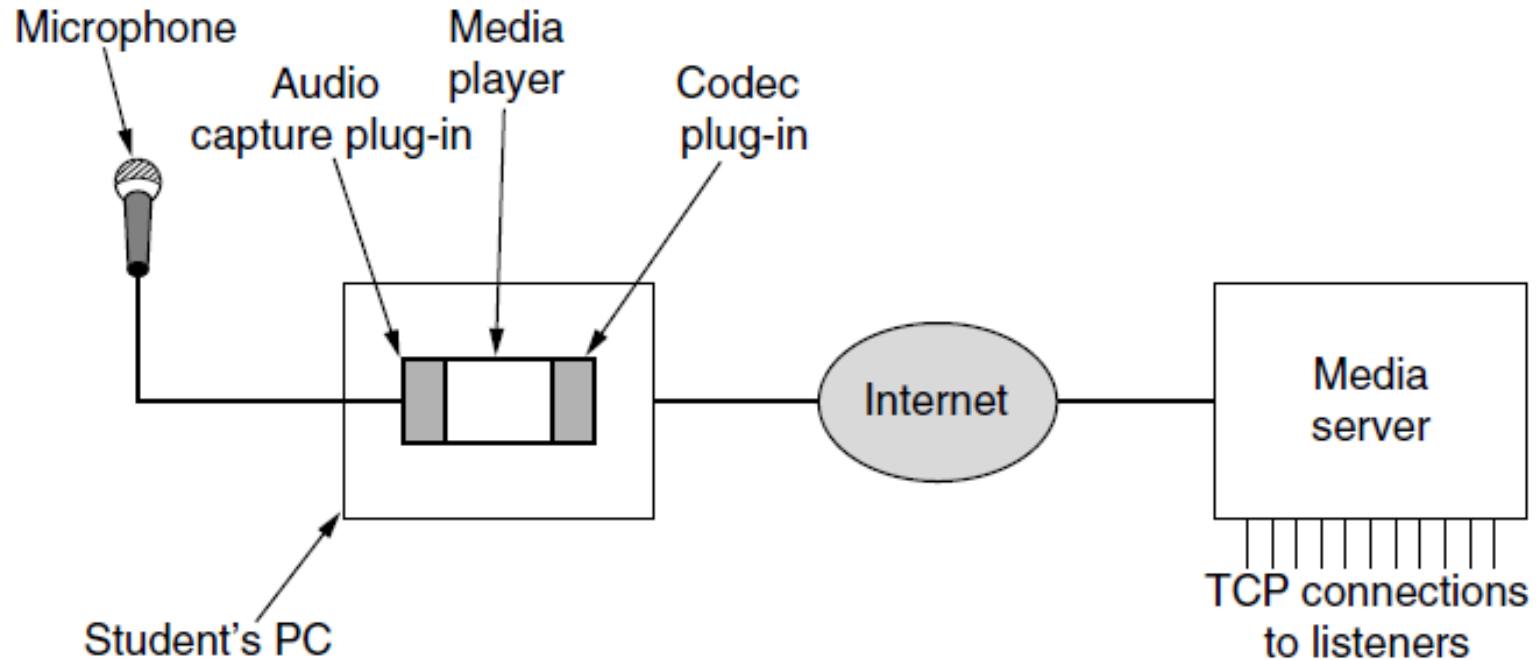 Microphone
Media
player
Audio
capture plug-in
Codec
plug-in
Internet
Media
server
Student’s PC
TCP connections
to listeners